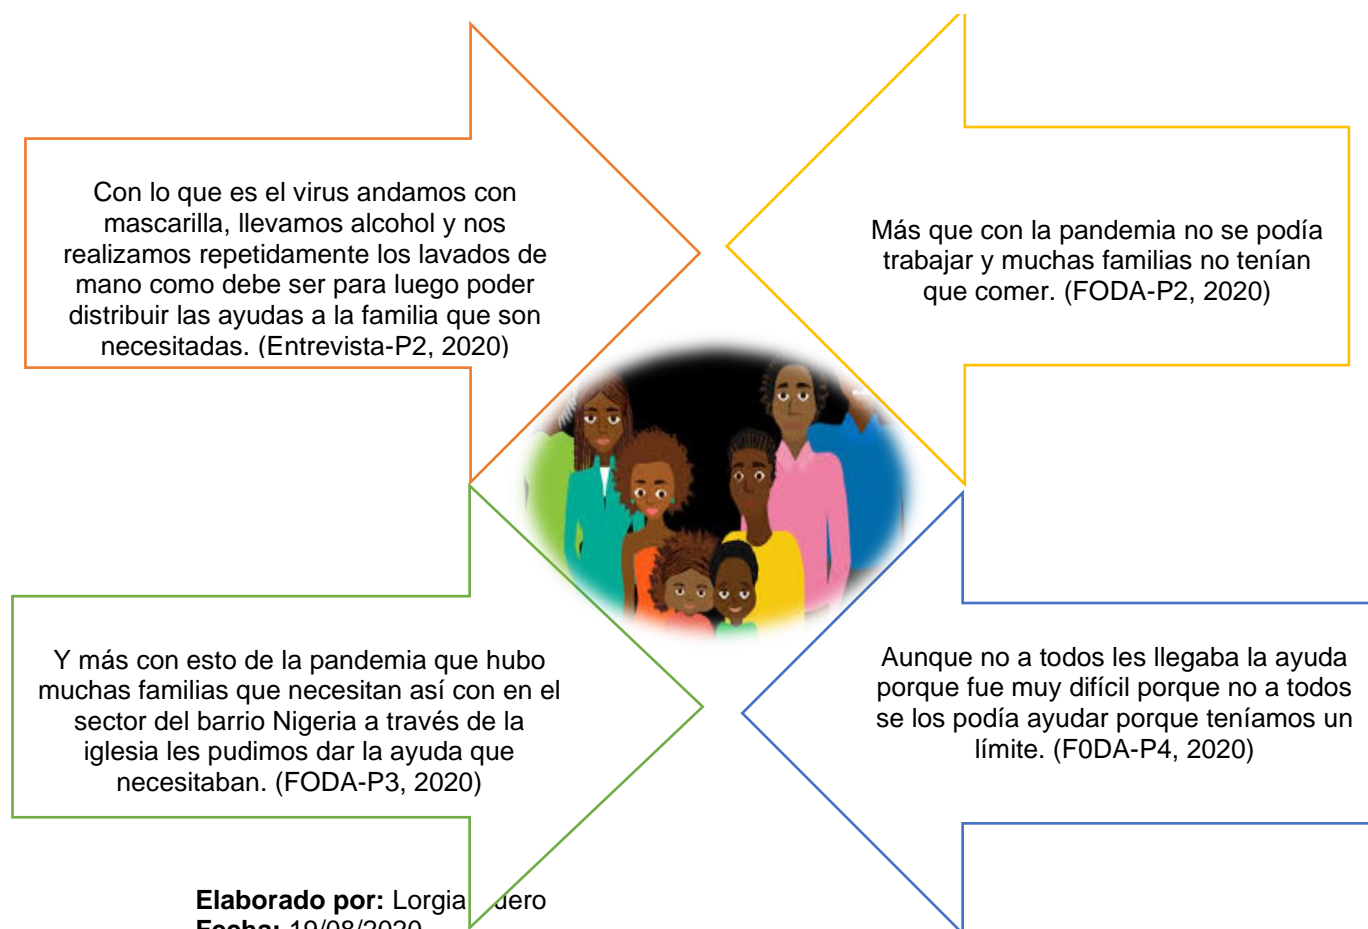 Con lo que es el virus andamos con
mascarilla, llevamos alcohol y nos
realizamos repetidamente los lavados de
mano como debe ser para luego poder
distribuir las ayudas a la familia que son
necesitadas. (Entrevista-P2, 2020)
Más que con la pandemia no se podía
trabajar y muchas familias no tenían
que comer. (FODA-P2, 2020)
Y más con esto de la pandemia que hubo
muchas familias que necesitan así con en el
sector del barrio Nigeria a través de la
iglesia les pudimos dar la ayuda que
necesitaban. (FODA-P3, 2020)
Aunque no a todos les llegaba la ayuda
porque fue muy difícil porque no a todos
se los podía ayudar porque teníamos un
límite. (F0DA-P4, 2020)
Elaborado por: Lorgia
Fecha: 19/08/2020